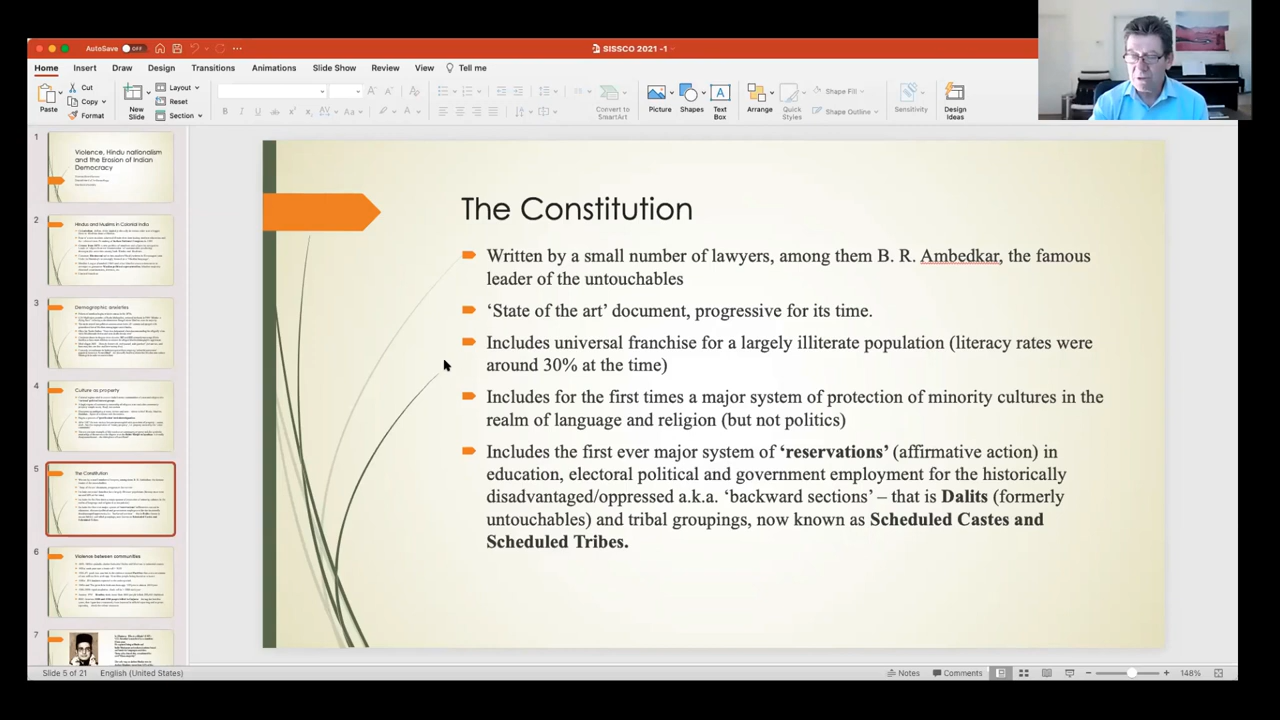 AutoSave
OFF
SISSCO 2021 -1
Home Insert Draw Design Transitions Animations Slide Show Review View Tell me
Paste
Cut
Copy
Format
New
Slide
Layout
Reset
Section
Convert to
SmartArt
Picture
Shapes
Text
Box
Arrange
Quick
Styles
Shape Fill
Shape Outline
Sensitivity
Design
Ideas
1
Violence, Hindu nationalism
and the Erosion of Indian
Democracy
2
Hindus and Muslims in Colonial India
3
Demographic anxieties
4
Culture as property
5
The Constitution
6
Violence between communities
7
The Constitution
Written by a small number of lawyers, among them B. R. Ambedkar, the famous
leader of the untouchables
‘State of the art’ document, progressive for its time.
Includes universal franchise for a largely illiterate population (literacy rates were
around 30% at the time)
Includes for the first times a major system of protection of minority cultures in the
realm of language and religion (but not politics)
Includes the first ever major system of ‘reservations’ (affirmative action) in
education, electoral political and government employment for the historically
disadvantaged/oppressed a.k.a. ‘backward sections’ – that is Dalits (formerly
untouchables) and tribal groupings, now known as Scheduled Castes and
Scheduled Tribes.
Slide 5 of 21 English (United States)
Notes Comments 148%